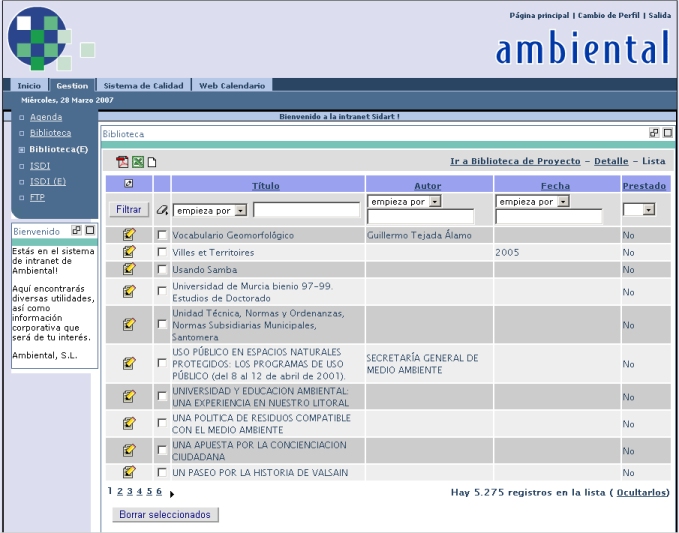 Página principal | Cambio de Perfil | Salida
ambiental
Inicio Gestion Sistema de Calidad Web Calendario
Miércoles, 28 Marzo 2007
Bienvenido a la intranet Sidart !
Agenda
Biblioteca
Biblioteca(E)
ISDI
ISDI (E)
FTP
Bienvenido
Estás en el sistema
de intranet de
Ambiental!
Aquí encontrarás
diversas utilidades,
así como
información
corporativa que
será de tu interés.
Ambiental, S.L.
Biblioteca
Ir a Biblioteca de Proyecto - Detalle - Lista
Título Autor Fecha Prestado
Filtrar empieza por empieza por empieza por
Vocabulario Geomorfológico Guillermo Tejada Álamo No
Villes et Territoires 2005 No
Usando Samba No
Universidad de Murcia bienio 97-99.
Estudios de Doctorado No
Unidad Técnica, Normas y Ordenanzas,
Normas Subsidiarias Municipales,
Santomera No
USO PÚBLICO EN ESPACIOS NATURALES
PROTEGIDOS: LOS PROGRAMAS DE USO
PÚBLICO (del 8 al 12 de abril de 2001).
SECRETARÍA GENERAL DE
MEDIO AMBIENTE No
UNIVERSIDAD Y EDUCACION AMBIENTAL:
UNA EXPERIENCIA EN NUESTRO LITORAL No
UNA POLITICA DE RESIDUOS COMPATIBLE
CON EL MEDIO AMBIENTE No
UNA APUESTA POR LA CONCIENCIACION
CIUDADANA No
UN PASEO POR LA HISTORIA DE VALSAIN No
1 2 3 4 5 6
Hay 5.275 registros en la lista ( Ocultarlos)
Borrar seleccionados